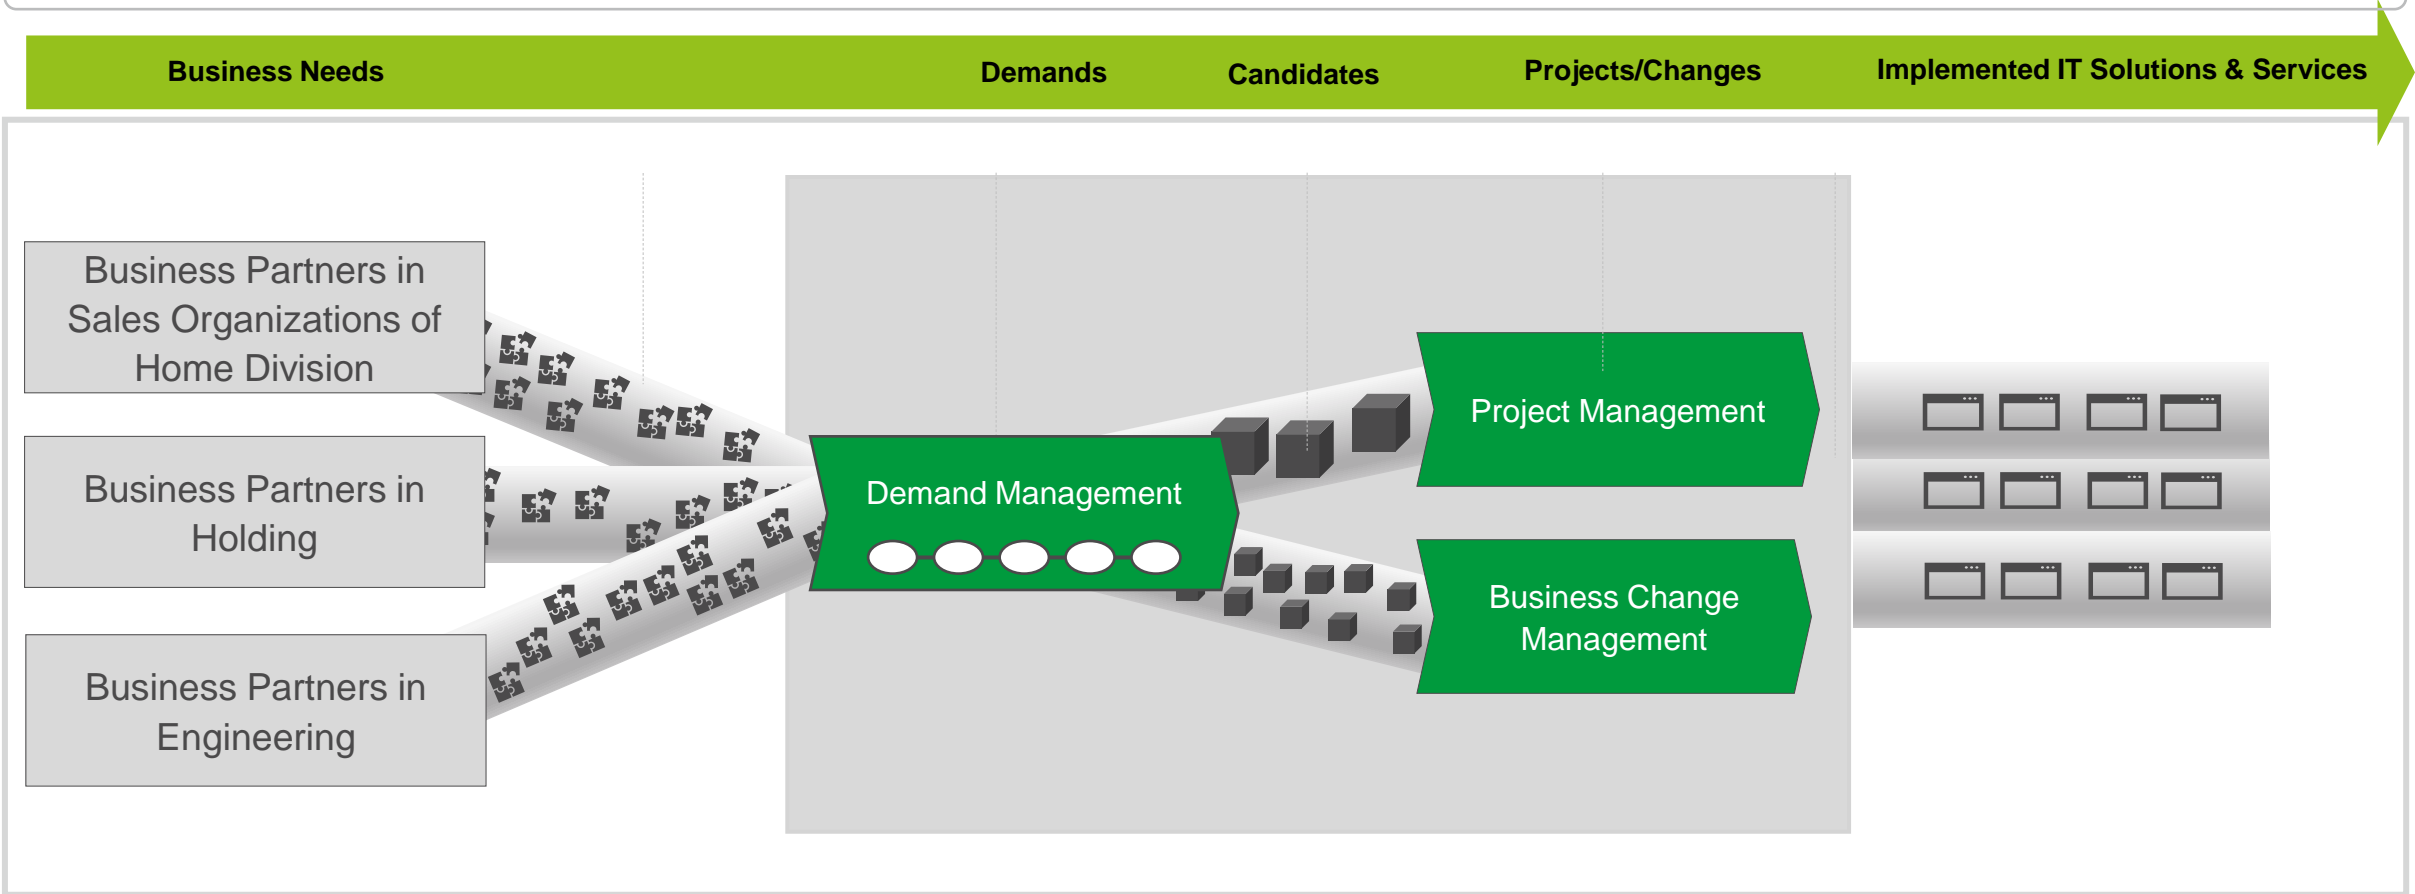 Business Needs
Demands
Candidates
Projects/Changes
Implemented IT Solutions & Services
Business Partners in
Sales Organizations of
Home Division
Business Partners in
Holding
Business Partners in
Engineering
Demand Management
Project Management
Business Change
Management